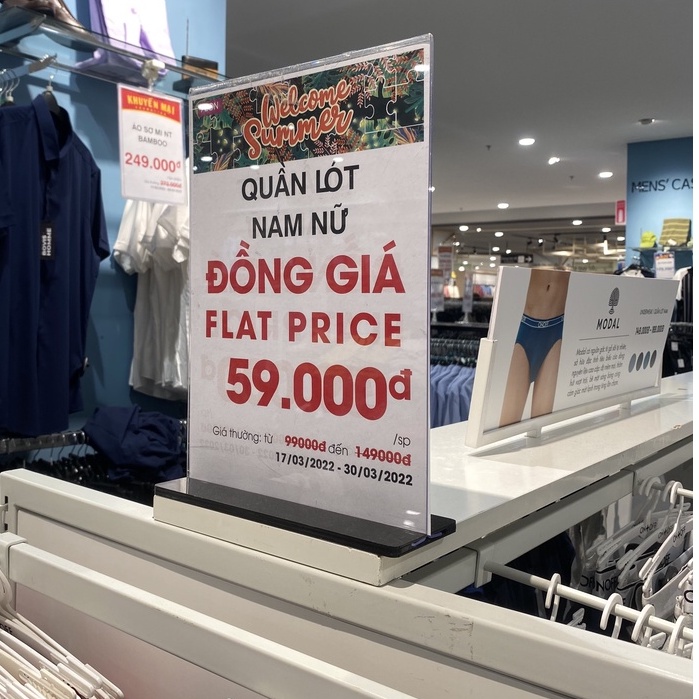 KHUYẾN MẠI
ÁO SƠ MI NT
BAMBOO
249.000đ
Welcome
Summer
QUẦN LÓT
NAM NỮ
ĐỒNG GIÁ
FLAT PRICE
59.000đ
/sp
Giá thường: từ 99000đ đến 149000đ
17/03/2022 - 30/03/2022
MODAL
MENS' CAS